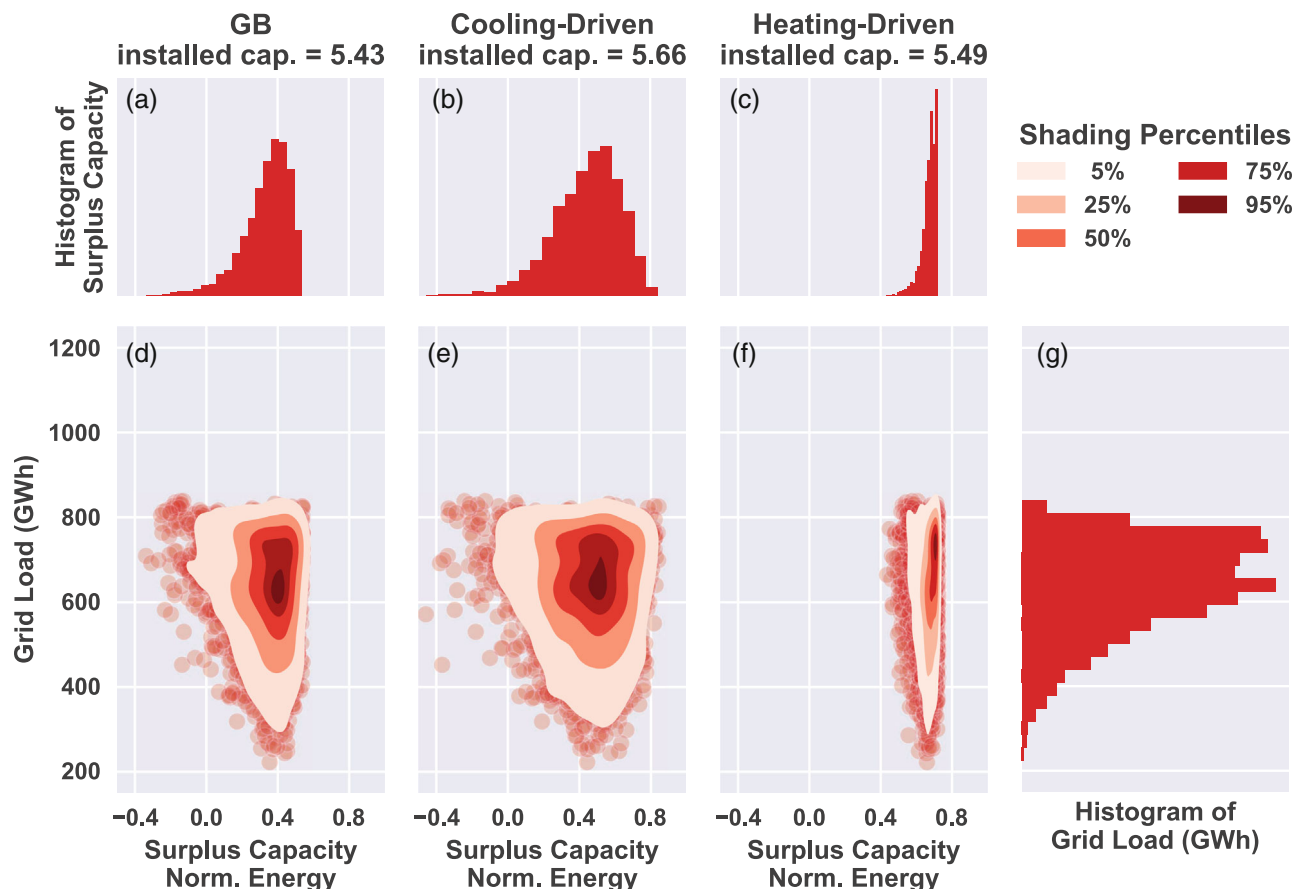 GB
installed cap. = 5.43
Cooling-Driven
installed cap. = 5.66
Heating-Driven
installed cap. = 5.49
Histogram of
Surplus Capacity
(a)
(b)
(c)
Shading Percentiles
5%
75%
25%
95%
50%
Grid Load (GWh)
1200
1000
800
600
400
200
(d)
(e)
(f)
(g)
−0.4 0.0 0.4 0.8
−0.4 0.0 0.4 0.8
−0.4 0.0 0.4 0.8
Surplus Capacity
Norm. Energy
Surplus Capacity
Norm. Energy
Surplus Capacity
Norm. Energy
Histogram of
Grid Load (GWh)